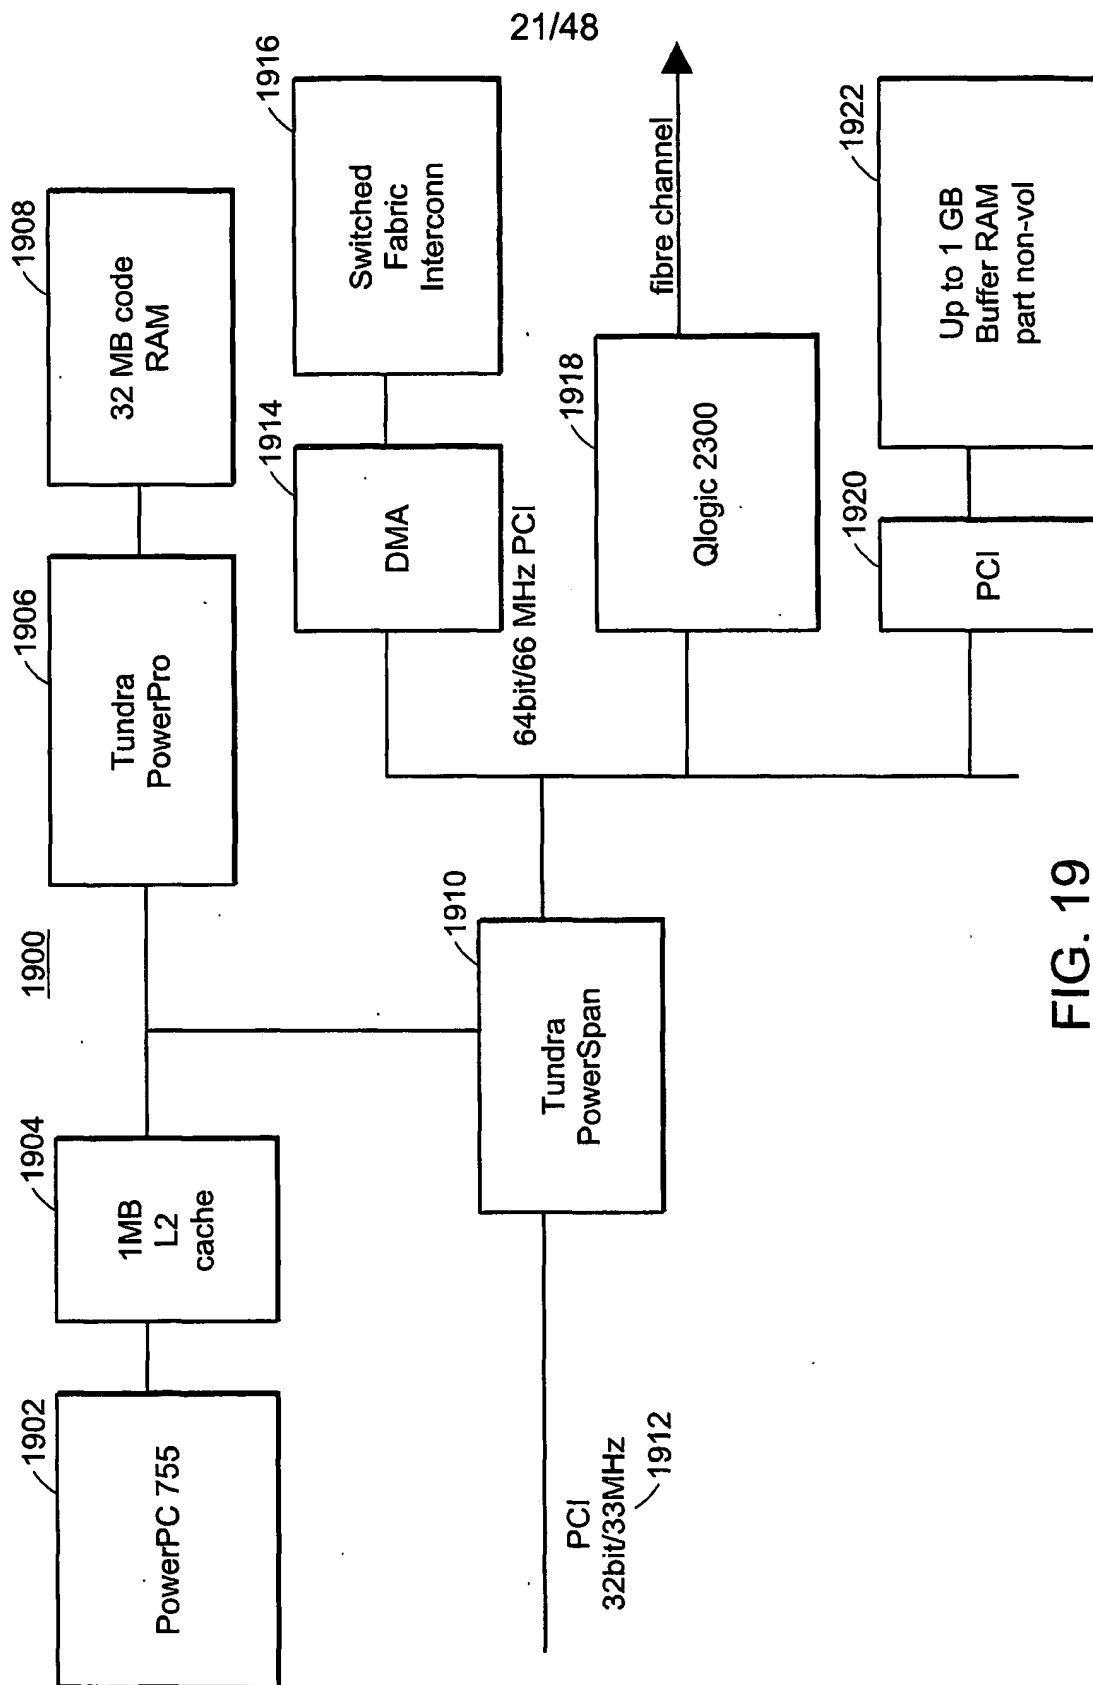 21/48
1900
1902
PowerPC 755
1904
1MB
L2
cache
1906
Tundra
PowerPro
1908
32 MB code
RAM
1910
Tundra
PowerSpan
PCI
32bit/33MHz
1912
64bit/66 MHz PCI
1914
DMA
1916
Switched
Fabric
Interconn
1918
Qlogic 2300
fibre channel
1920
PCI
1922
Up to 1 GB
Buffer RAM
part non-vol
FIG. 19